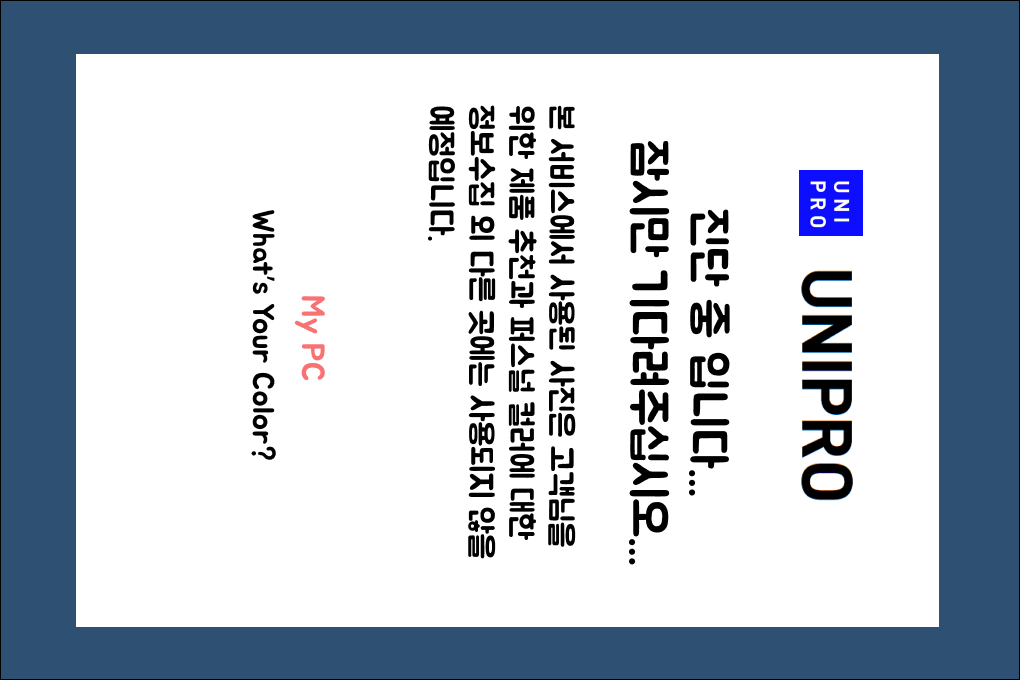 UNI
PRO
UNIPRO
진단 중 입니다...
잠시만 기다려주십시오...
본 서비스에서 사용된 사진은 고객님을
위한 제품 추천과 퍼스널 컬러에 대한
정보수집 외 다른 곳에는 사용되지 않을
예정입니다.
My PC
What's Your Color?